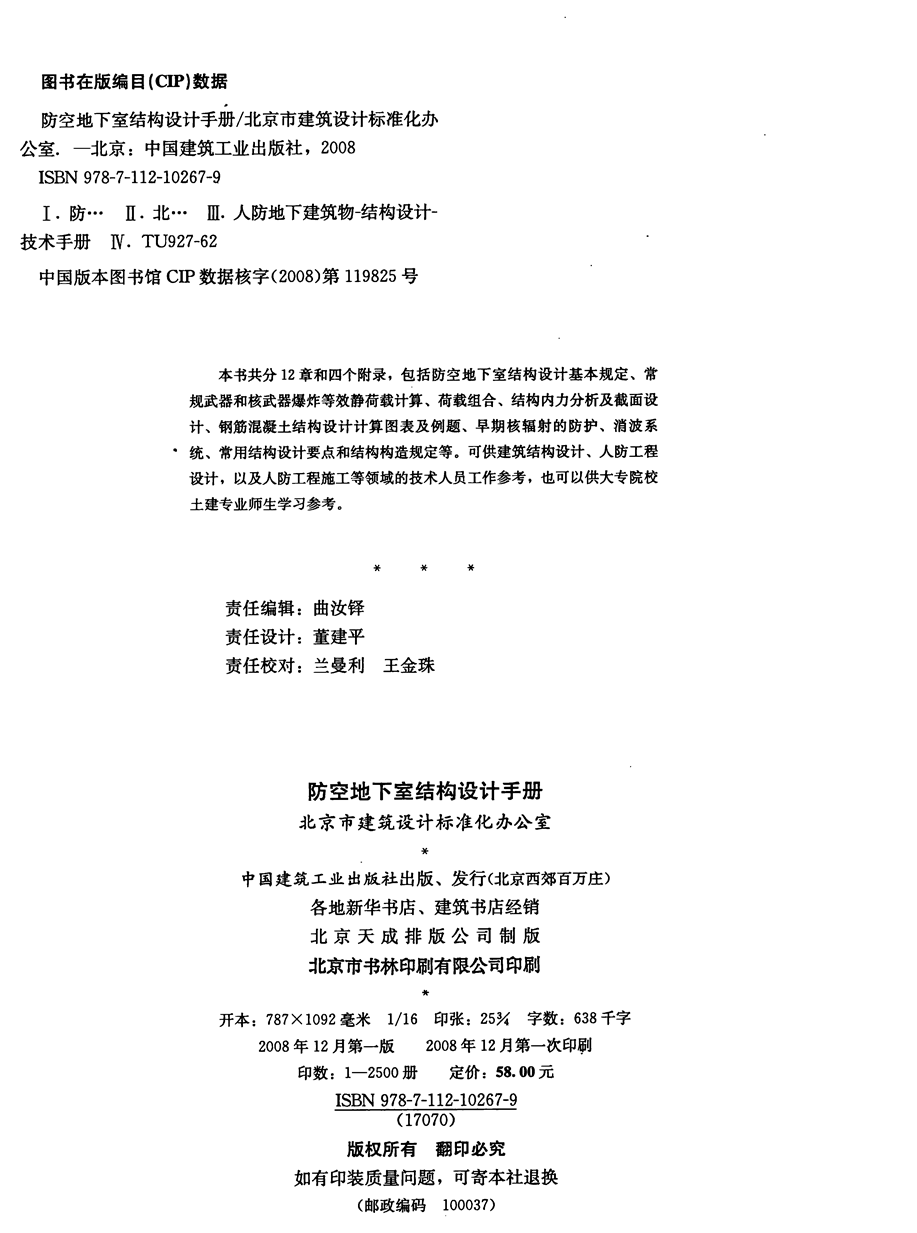 图书在版编目(CIP)数据
防空地下室结构设计手册/北京市建筑设计标准化办
公室. —北京：中国建筑工业出版社，2008
ISBN 978-7-112-10267-9
Ⅰ. 防… Ⅱ. 北… Ⅲ. 人防地下建筑物-结构设计-
技术手册 Ⅳ. TU927-62
中国版本图书馆 CIP 数据核字(2008)第 119825 号
本书共分 12 章和四个附录，包括防空地下室结构设计基本规定、常
规武器和核武器爆炸等效静荷载计算、荷载组合、结构内力分析及截面设
计、钢筋混凝土结构设计计算图表及例题、早期核辐射的防护、消波系
统、常用结构设计要点和结构构造规定等。可供建筑结构设计、人防工程
设计，以及人防工程施工等领域的技术人员工作参考，也可以供大专院校
土建专业师生学习参考。
* * *
责任编辑：曲汝铎
责任设计：董建平
责任校对：兰曼利 王金珠
防空地下室结构设计手册
北京市建筑设计标准化办公室
*
中国建筑工业出版社出版、发行(北京西郊百万庄)
各地新华书店、建筑书店经销
北京天成排版公司制版
北京市书林印刷有限公司印刷
*
开本：787×1092 毫米 1/16 印张：25¾ 字数：638 千字
2008 年 12 月第一版 2008 年 12 月第一次印刷
印数：1—2500 册 定价：58.00 元
ISBN 978-7-112-10267-9
(17070)
版权所有 翻印必究
如有印装质量问题，可寄本社退换
(邮政编码 100037)